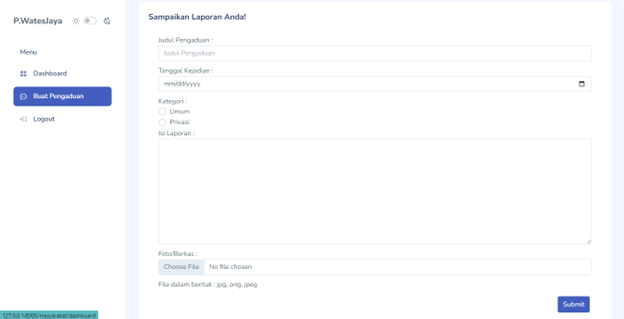 P.WatesJaya
Menu
Dashboard
Buat Pengaduan
Logout
Sampaikan Laporan Anda!
Judul Pengaduan :
Judul Pengaduan
Tanggal Kejadian :
mm/dd/yyyy
Kategori :
Umum
Privasi
Isi Laporan :
Foto/Berkas :
Choose File No file chosen
File dalam bentuk : jpg, png, jpeg
Submit
127.0.0.1:8000/masyarakat/dashboard